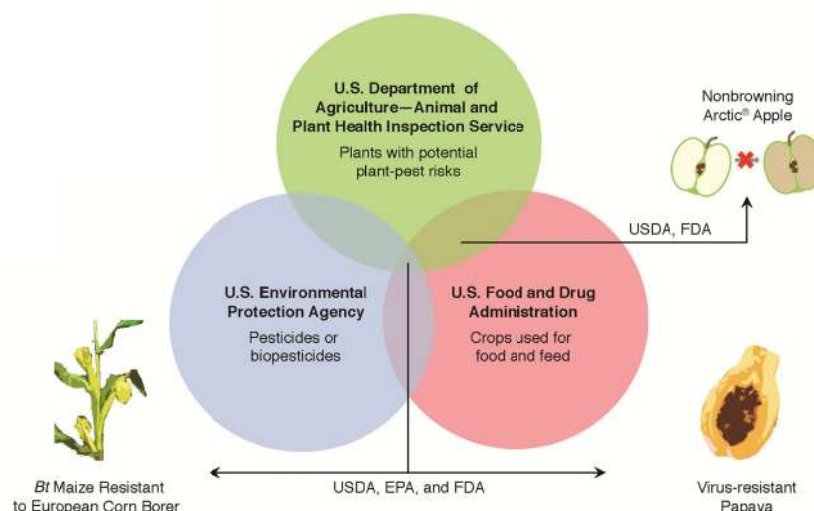 U.S. Department of
Agriculture—Animal and
Plant Health Inspection Service
Plants with potential
plant-pest risks
Nonbrowning
Arctic® Apple
USDA, FDA
U.S. Environmental
Protection Agency
Pesticides or
biopesticides
U.S. Food and Drug
Administration
Crops used for
food and feed
USDA, EPA, and FDA
Bt Maize Resistant
to European Corn Borer
Virus-resistant
Papaya